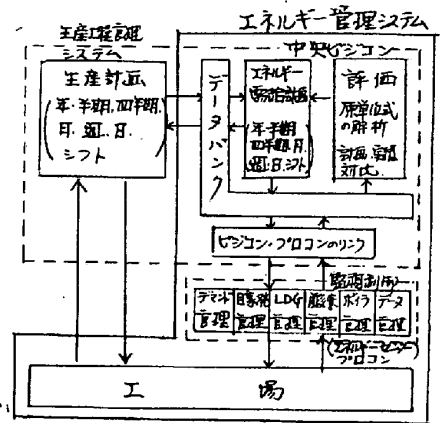 エネルギー管理システム
生産工程管理
システム
中央ビジコン
生産計画
(年・半期、四半期、
月、週、日、
シフト)
データバンク
エネルギー
需給計画
(年・半期
四半期、月、
週、日、シフト)
評価
原単位式
の解析
計画、実績
対比
ビジコン・プロコンのリンク
監視制御
デマンド
管理
自家発
管理
LDG
管理
酸素
管理
ボイラ
管理
データ
管理
(エネルギーセンター
プロコン)
工場